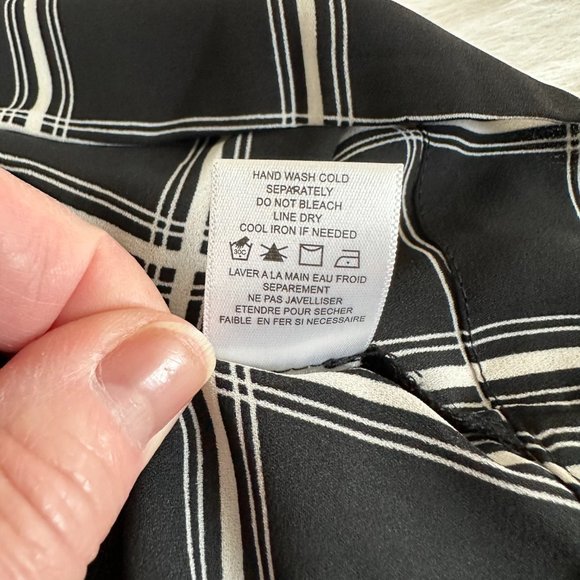 HAND WASH COLD
SEPARATELY
DO NOT BLEACH
LINE DRY
COOL IRON IF NEEDED
LAVER A LA MAIN EAU FROID
SEPAREMENT
NE PAS JAVELLISER
ETENDRE POUR SECHER
FAIBLE EN FER SI NECESSAIRE